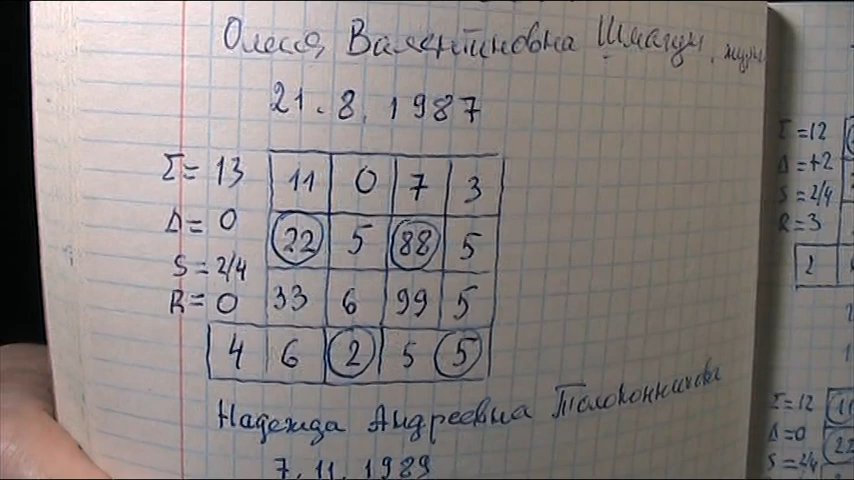 Олеся Валентиновна Шмагун,
21.8.1987
Σ= 13 11 0 7 3
Δ= 0 22 5 88 5
S= 2/4 33 6 99 5
R= 0
4 6 2 5 5
Надежда Андреевна Толоконникова
7.11.1989
Σ=12
Δ=+2
S=2/4
R=3
2
Σ=12
Δ=0
S=2/4